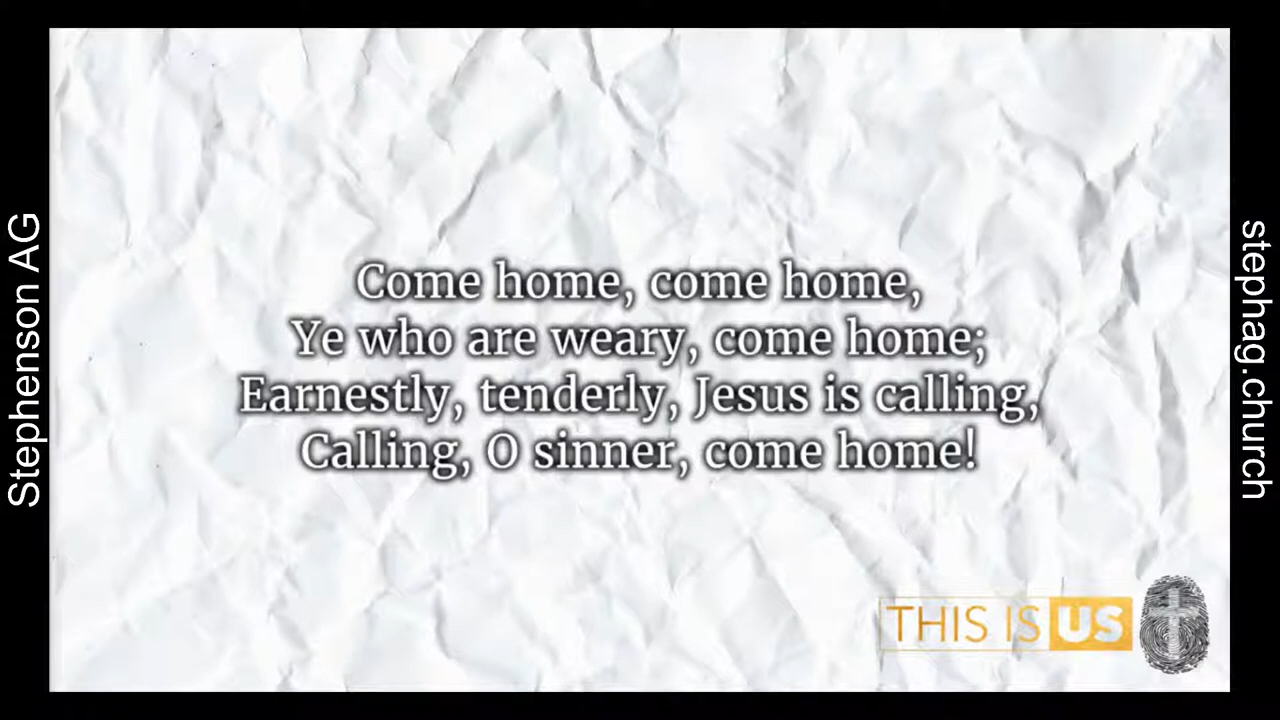 Stephenson AG
Come home, come home,
Ye who are weary, come home;
Earnestly, tenderly, Jesus is calling,
Calling, O sinner, come home!
THIS IS US
stephag.church